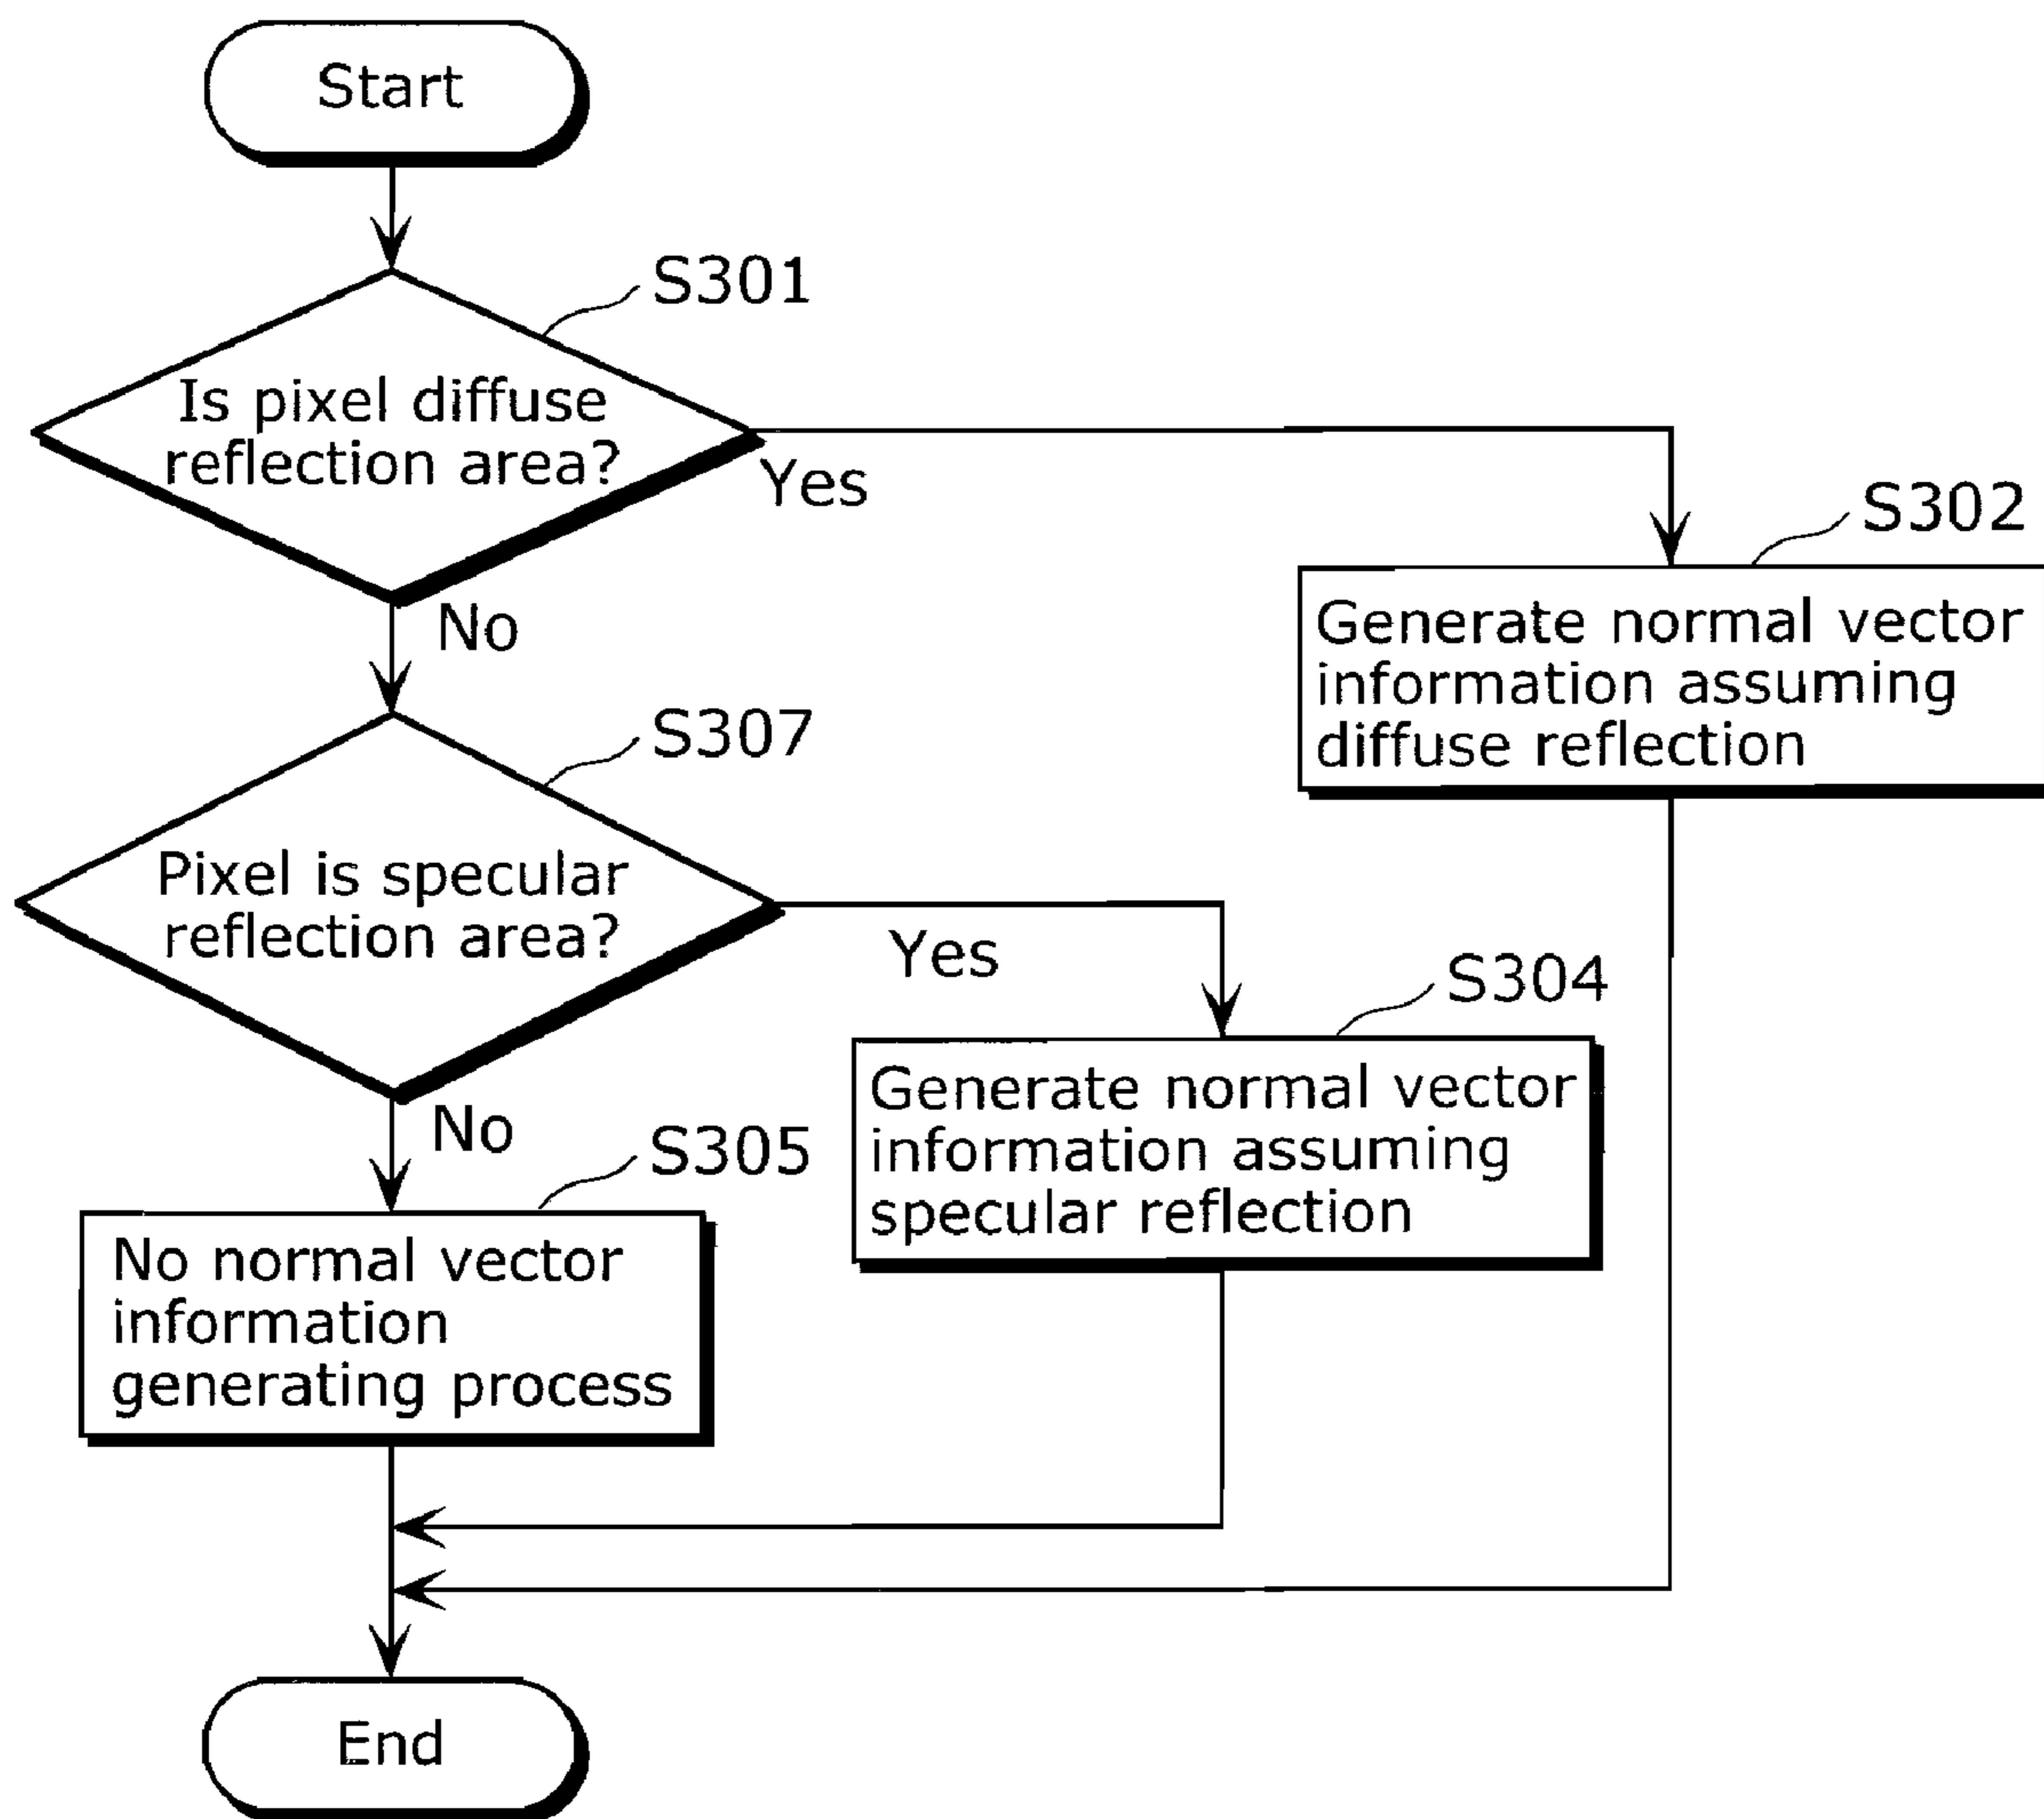 Start
S301
Is pixel diffuse
reflection area?
Yes
No
S302
Generate normal vector
information assuming
diffuse reflection
S307
Pixel is specular
reflection area?
Yes
No
S304
Generate normal vector
information assuming
specular reflection
S305
No normal vector
information
generating process
End